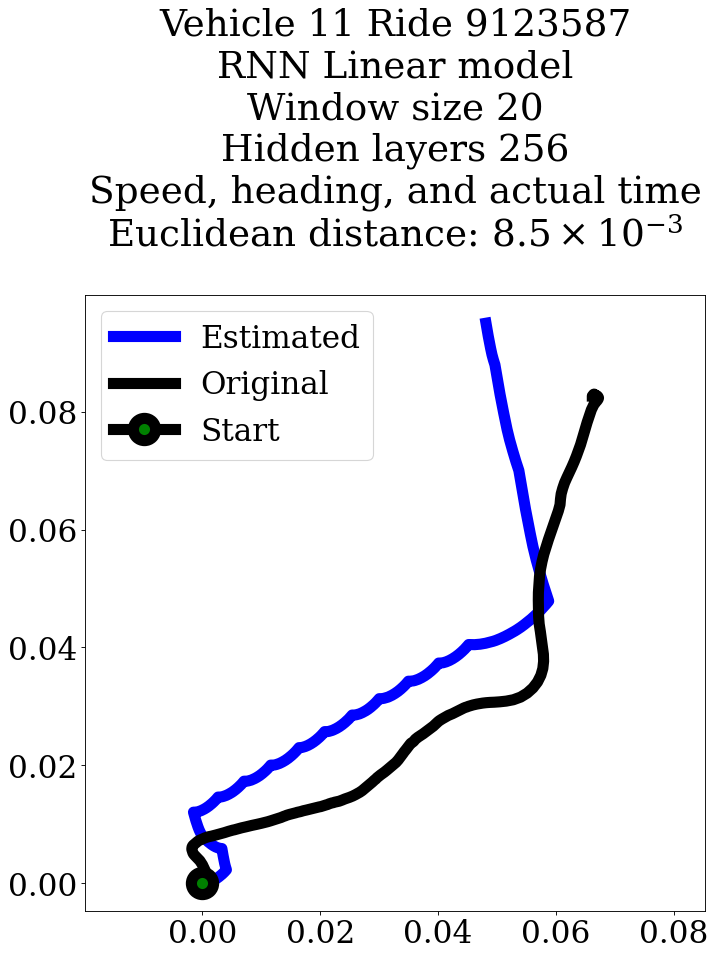 Vehicle 11 Ride 9123587
RNN Linear model
Window size 20
Hidden layers 256
Speed, heading, and actual time
Euclidean distance: 8.5 × 10⁻³
Estimated
Original
Start
0.08
0.06
0.04
0.02
0.00
0.00 0.02 0.04 0.06 0.08